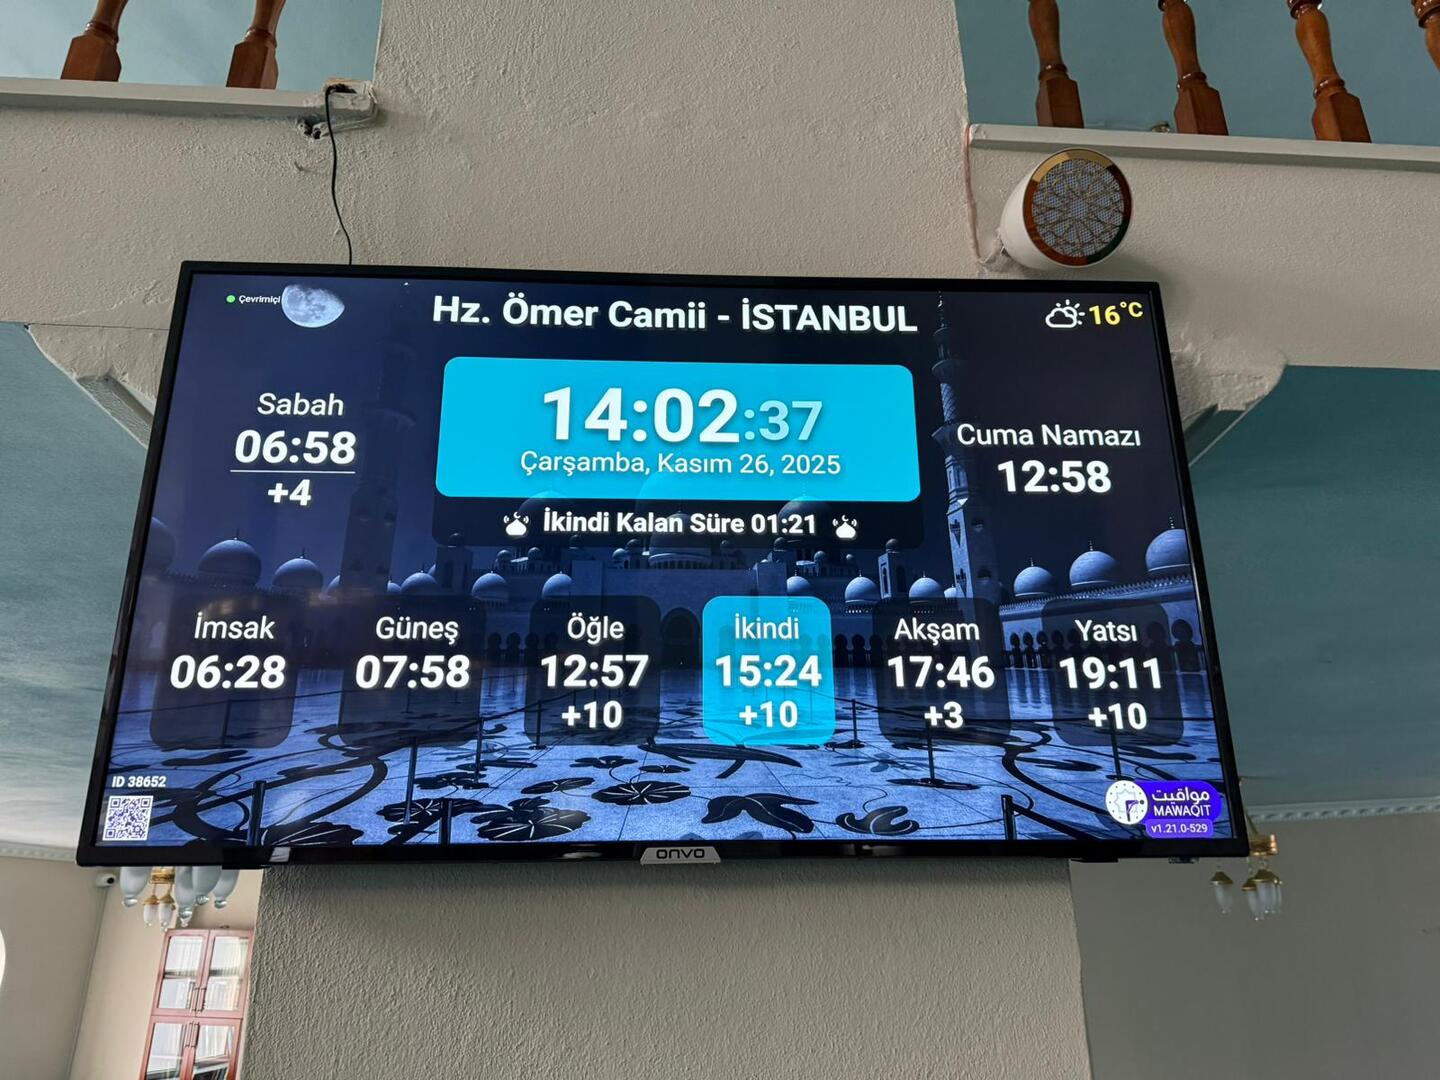 Çevrimiçi
Hz. Ömer Camii - İSTANBUL
16°C
Sabah
06:58
+4
14:02:37
Çarşamba, Kasım 26, 2025
İkindi Kalan Süre 01:21
Cuma Namazı
12:58
İmsak
06:28
Güneş
07:58
Öğle
12:57
+10
İkindi
15:24
+10
Akşam
17:46
+3
Yatsı
19:11
+10
ID 38652
مواقيت
MAWAQIT
v1.21.0-529
onvo